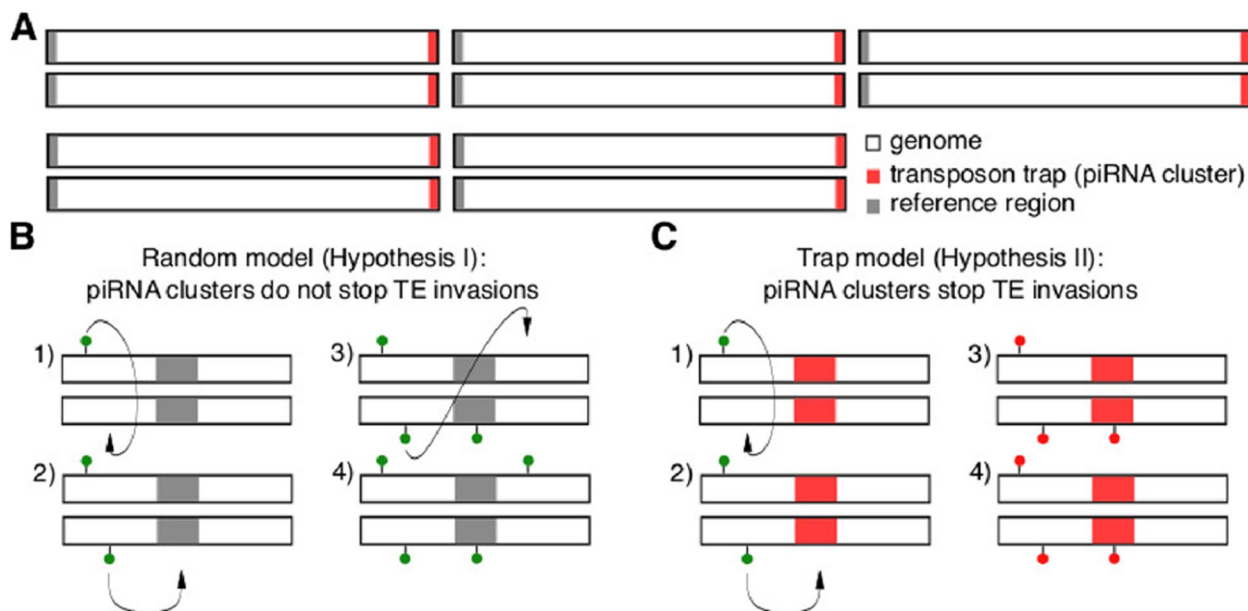 A
genome
transposon trap (piRNA cluster)
reference region
B
Random model (Hypothesis I):
piRNA clusters do not stop TE invasions
1)
3)
2)
4)
C
Trap model (Hypothesis II):
piRNA clusters stop TE invasions
1)
3)
2)
4)